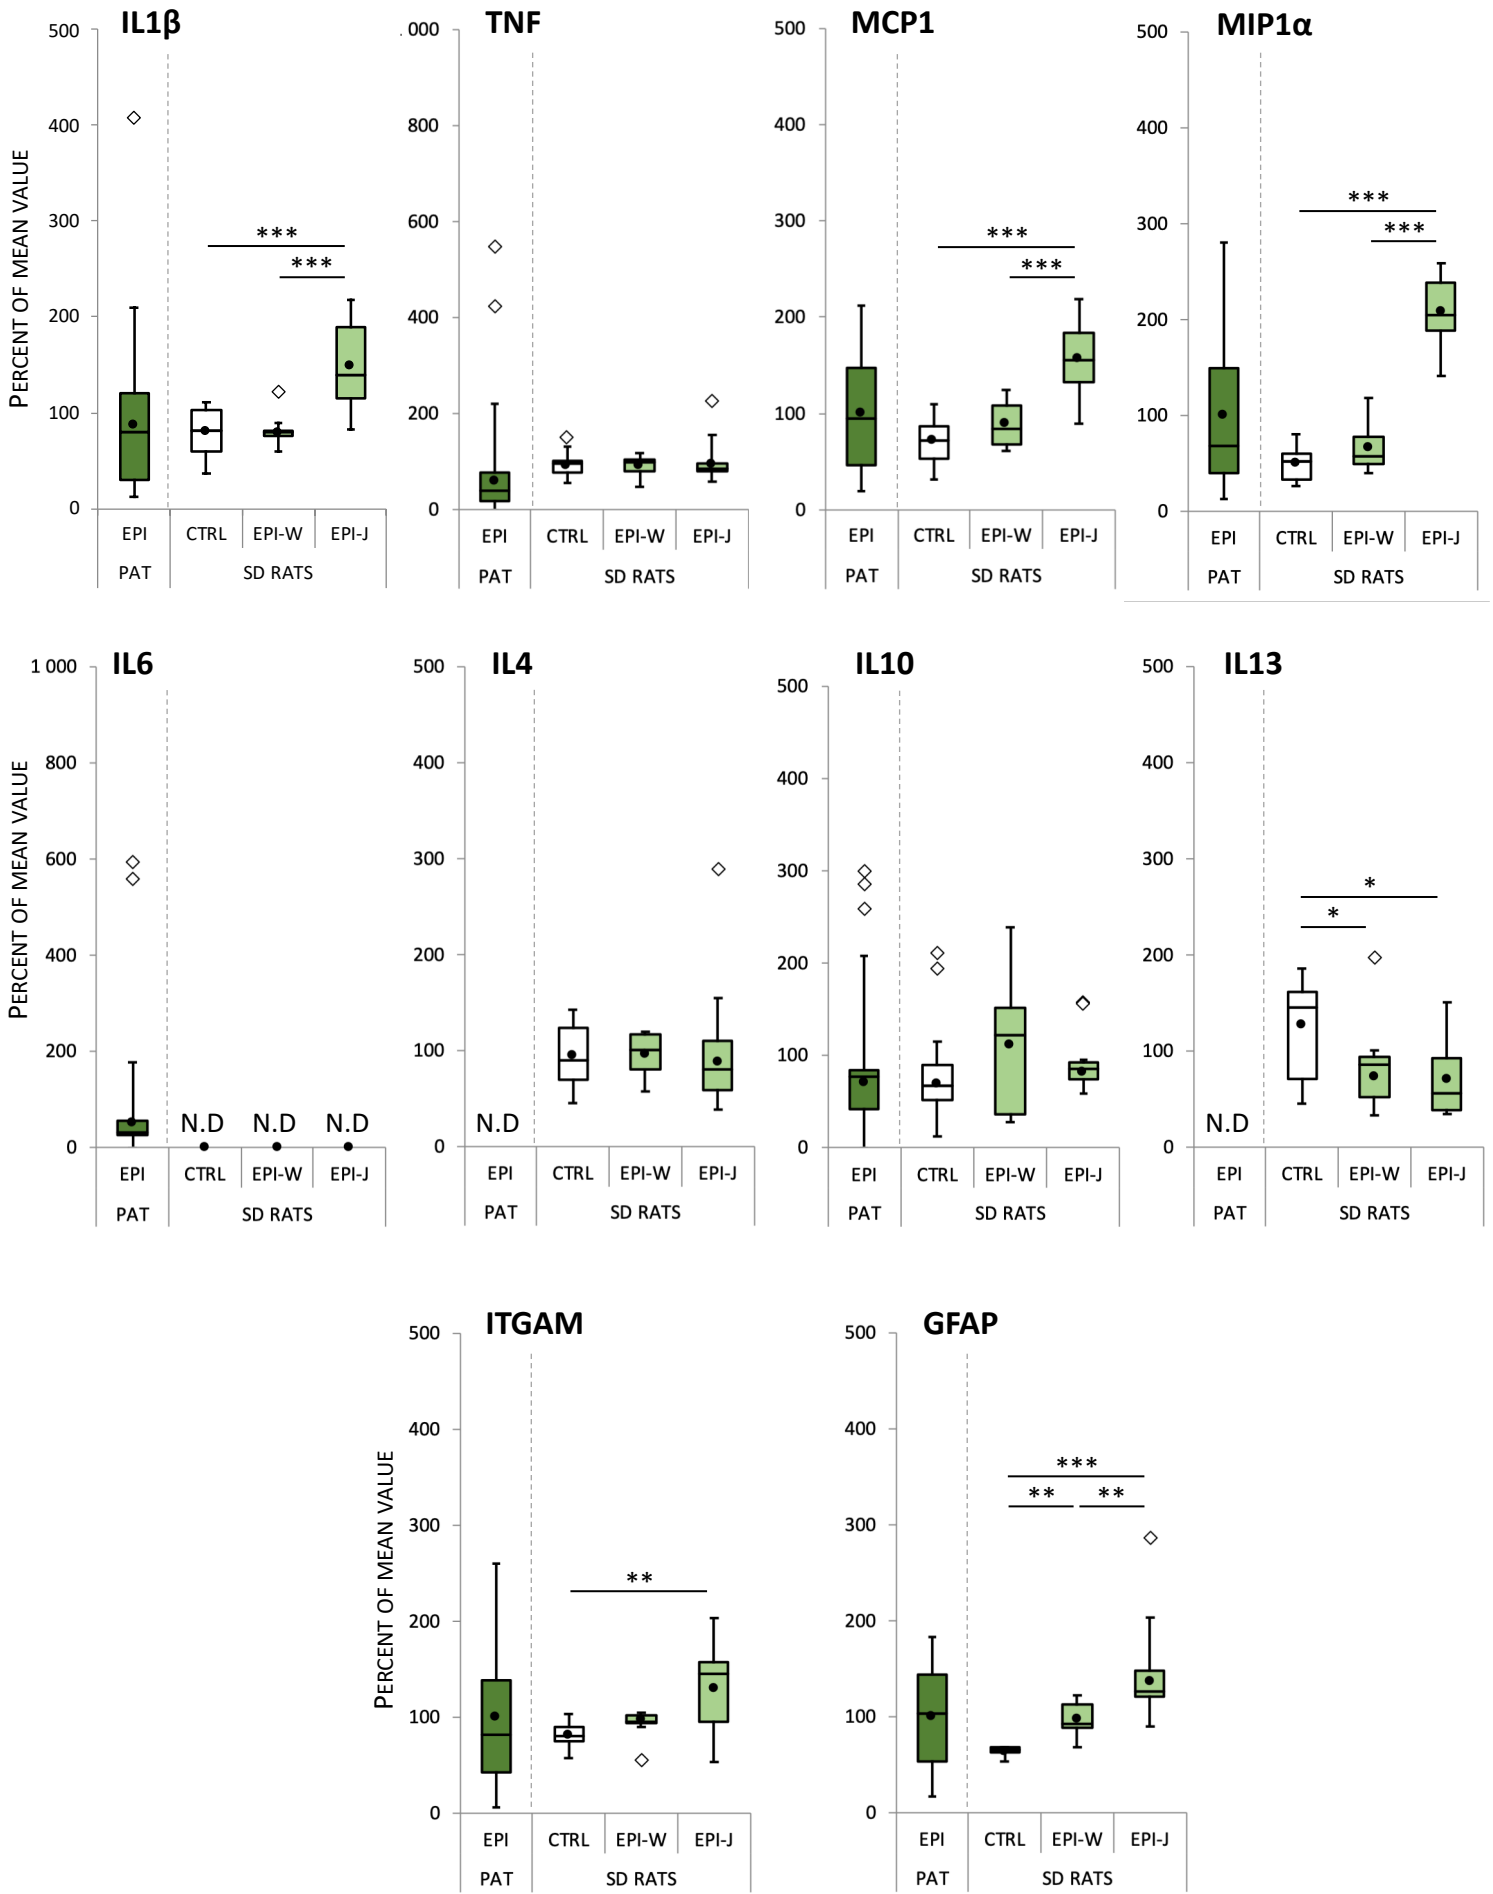 IL1β TNF MCP1 MIP1α
500 . 000 500 500
400 800 400 400
300 600 300 300
200 400 200 200
100 200 100 100
0 0 0 0
PERCENT OF MEAN VALUE
*** *** *** ***
*** ***
EPI CTRL EPI-W EPI-J EPI CTRL EPI-W EPI-J EPI CTRL EPI-W EPI-J EPI CTRL EPI-W EPI-J
PAT SD RATS PAT SD RATS PAT SD RATS PAT SD RATS
IL6 IL4 IL10 IL13
1 000 500 500 500
800 400 400 400
600 300 300 300
400 200 200 200
200 100 100 100
0 0 0 0
PERCENT OF MEAN VALUE
*
*
N.D N.D N.D N.D N.D
EPI CTRL EPI-W EPI-J EPI CTRL EPI-W EPI-J EPI CTRL EPI-W EPI-J EPI CTRL EPI-W EPI-J
PAT SD RATS PAT SD RATS PAT SD RATS PAT SD RATS
ITGAM GFAP
500 500
400 400
300 300
200 200
100 100
0 0
PERCENT OF MEAN VALUE
***
** **
**
EPI CTRL EPI-W EPI-J EPI CTRL EPI-W EPI-J
PAT SD RATS PAT SD RATS